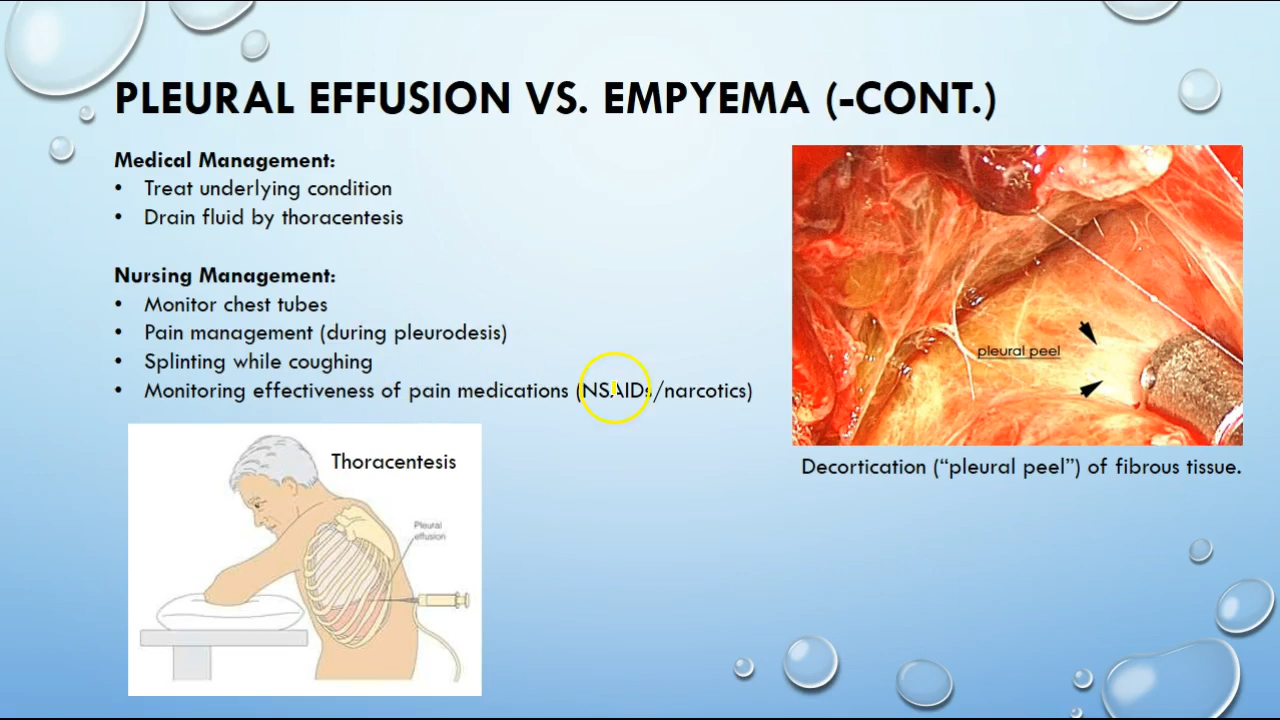 PLEURAL EFFUSION VS. EMPYEMA (-CONT.)
Medical Management:
• Treat underlying condition
• Drain fluid by thoracentesis
Nursing Management:
• Monitor chest tubes
• Pain management (during pleurodesis)
• Splinting while coughing
• Monitoring effectiveness of pain medications (NSAIDs/narcotics)
Thoracentesis
Pleural
effusion
pleural peel
Decortication (“pleural peel”) of fibrous tissue.